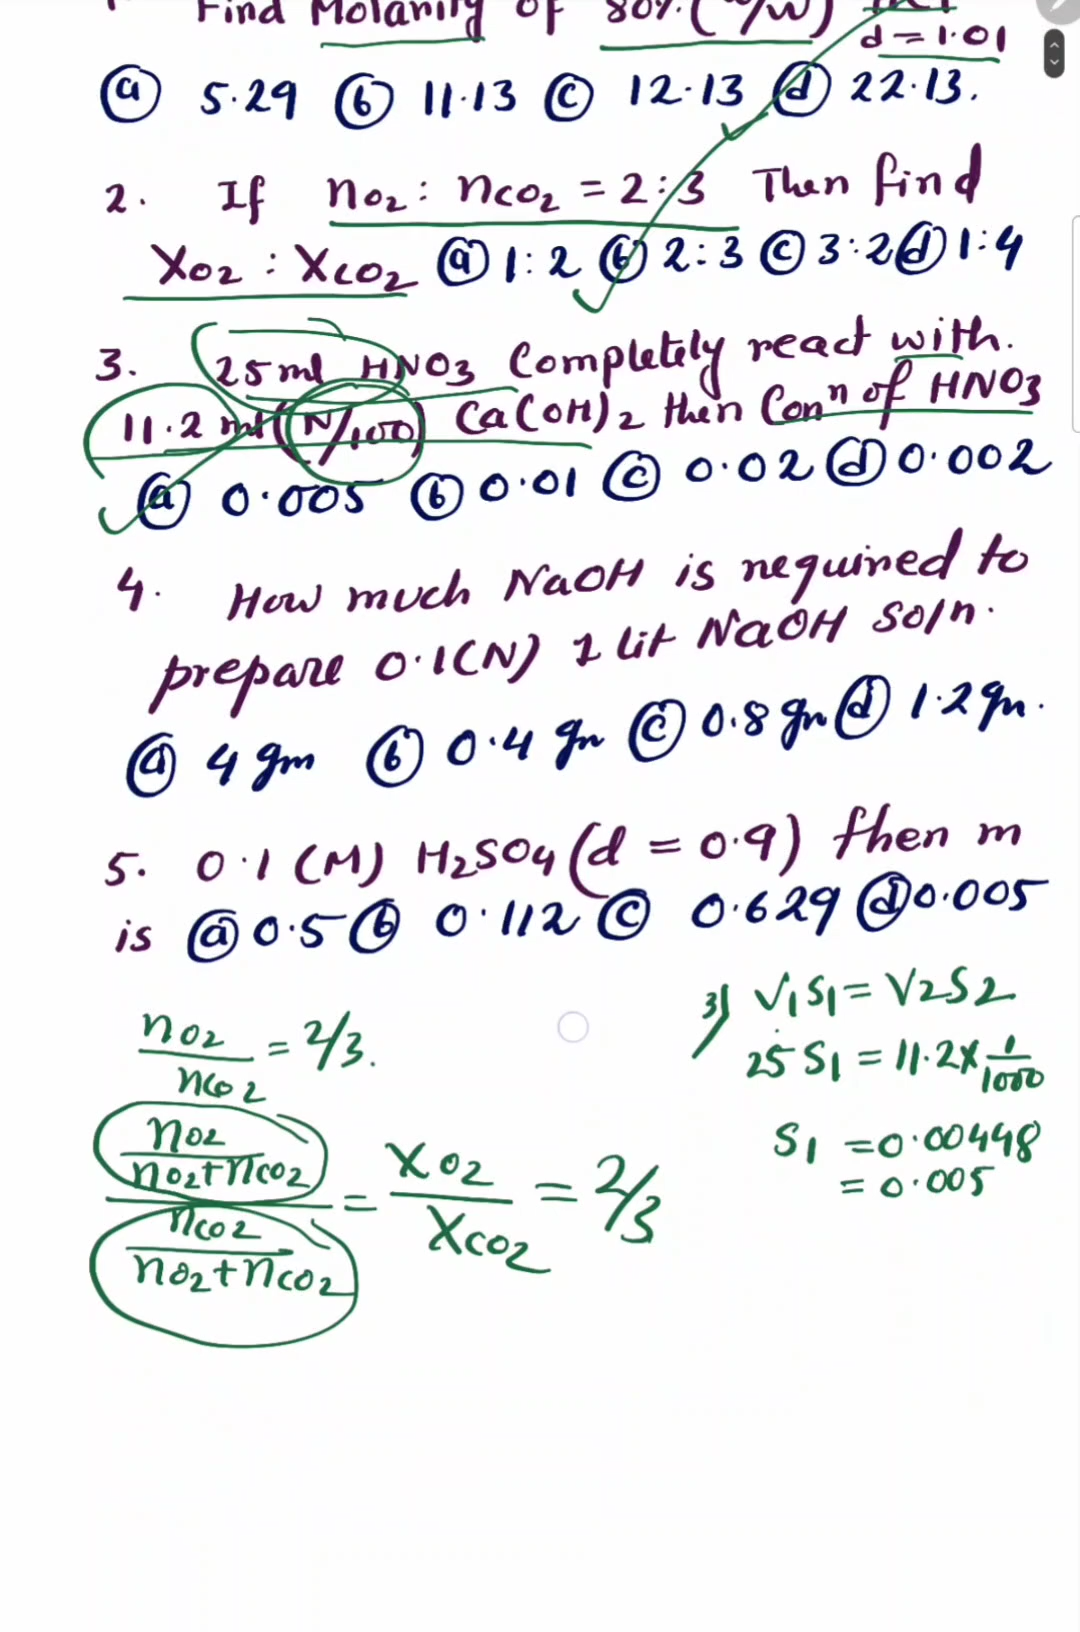 Find Molarity of 80% (w/w)
d = 1.01
ⓐ 5.29 ⓑ 11.13 ⓒ 12.13 ⓓ 22.13.
2. If nO₂ : nCO₂ = 2:3 Then find
XO₂ : XCO₂ ⓐ 1:2 ⓑ 2:3 ⓒ 3:2 ⓓ 1:4
3. 25 ml HNO₃ Completely react with.
11.2 ml (N/100) Ca(OH)₂ then Conⁿ of HNO₃
ⓐ 0.005 ⓑ 0.01 ⓒ 0.02 ⓓ 0.002
4. How much NaOH is required to
prepare 0.1(N) 1 lit NaOH soln.
ⓐ 4 gm ⓑ 0.4 gm ⓒ 0.8 gm ⓓ 1.2 gm.
5. 0.1 (M) H₂SO₄ (d = 0.9) then m
is ⓐ 0.5 ⓑ 0.112 ⓒ 0.629 ⓓ 0.005
nO₂/nCO₂ = 2/3.
(nO₂/(nO₂+nCO₂))/(nCO₂/(nO₂+nCO₂)) = XO₂/XCO₂ = 2/3
3) V₁S₁ = V₂S₂
25 S₁ = 11.2 × 1/1000
S₁ = 0.00448
= 0.005